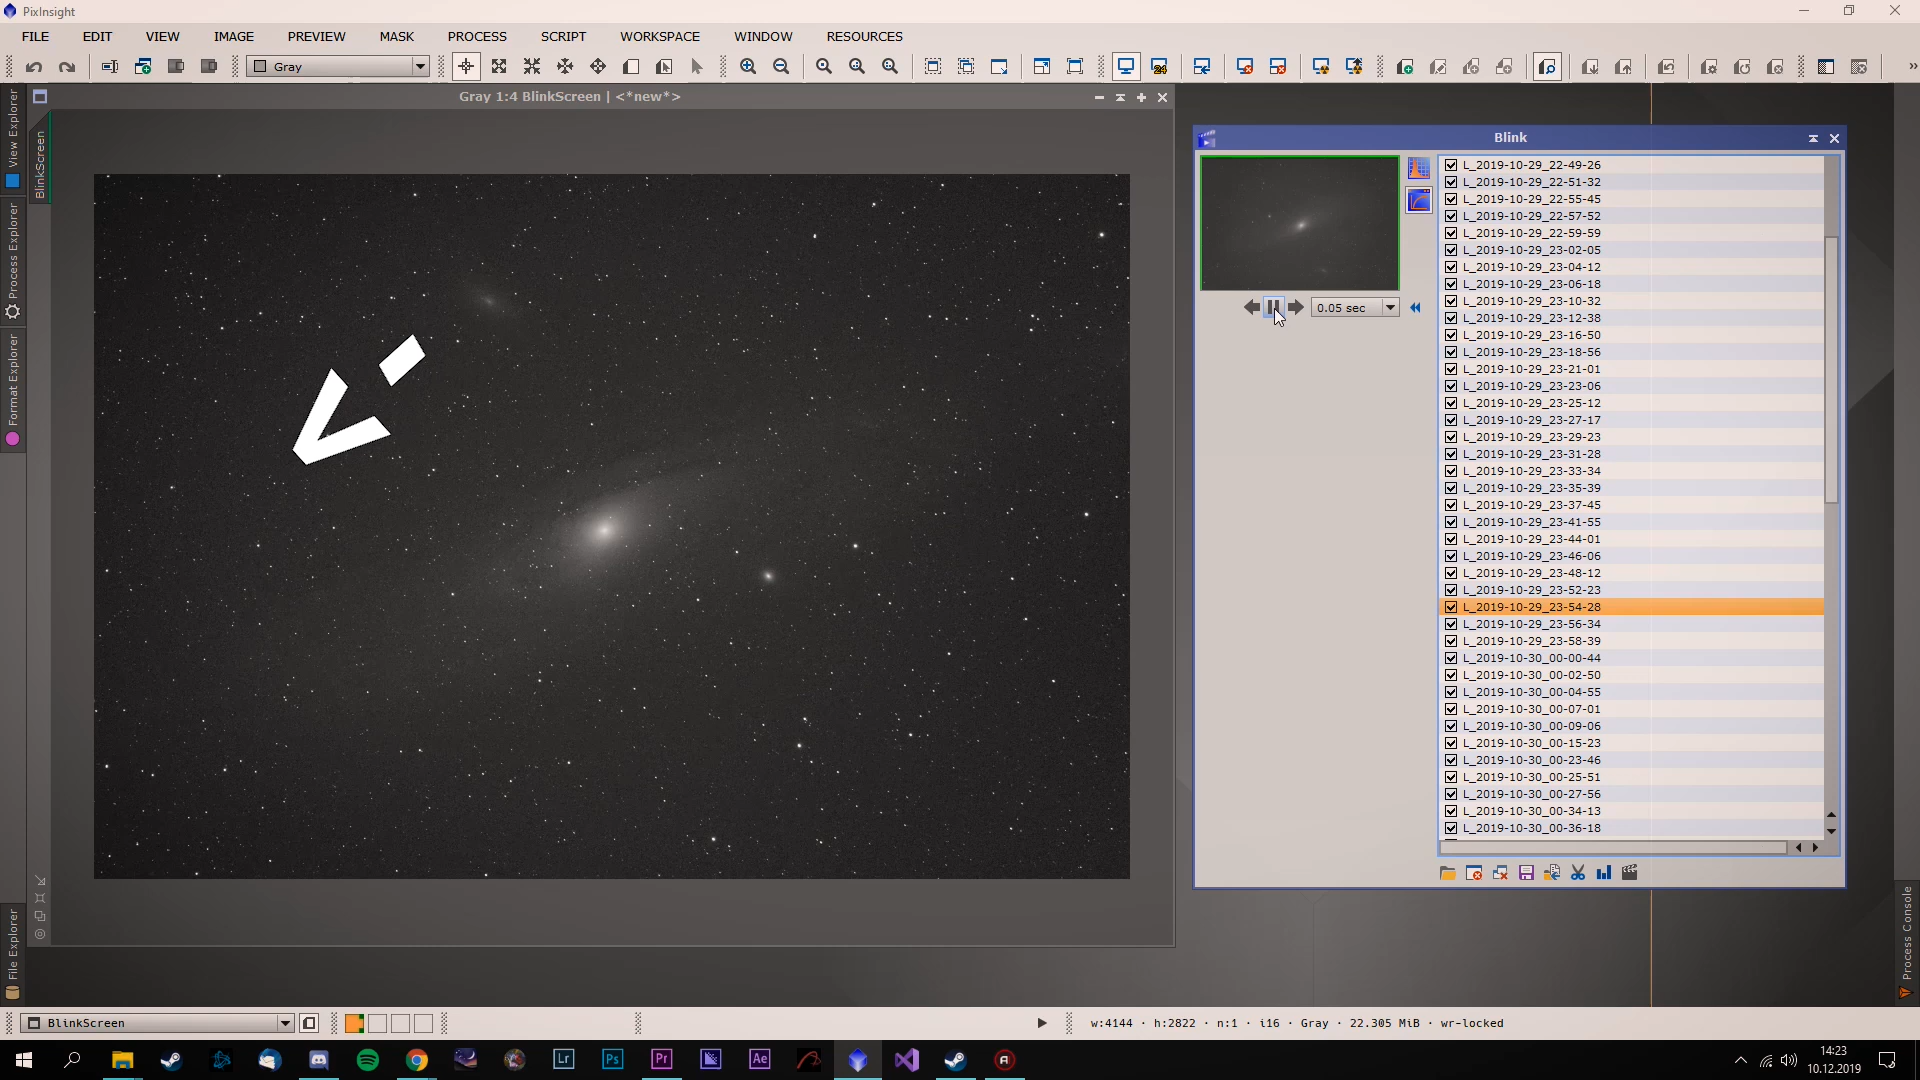 PixInsight
FILE EDIT VIEW IMAGE PREVIEW MASK PROCESS SCRIPT WORKSPACE WINDOW RESOURCES
Gray
24
Gray 1:4 BlinkScreen | <*new*>
View Explorer
Process Explorer
Format Explorer
File Explorer
BlinkScreen
Blink
0.05 sec
L_2019-10-29_22-49-26
L_2019-10-29_22-51-32
L_2019-10-29_22-55-45
L_2019-10-29_22-57-52
L_2019-10-29_22-59-59
L_2019-10-29_23-02-05
L_2019-10-29_23-04-12
L_2019-10-29_23-06-18
L_2019-10-29_23-10-32
L_2019-10-29_23-12-38
L_2019-10-29_23-16-50
L_2019-10-29_23-18-56
L_2019-10-29_23-21-01
L_2019-10-29_23-23-06
L_2019-10-29_23-25-12
L_2019-10-29_23-27-17
L_2019-10-29_23-29-23
L_2019-10-29_23-31-28
L_2019-10-29_23-33-34
L_2019-10-29_23-35-39
L_2019-10-29_23-37-45
L_2019-10-29_23-41-55
L_2019-10-29_23-44-01
L_2019-10-29_23-46-06
L_2019-10-29_23-48-12
L_2019-10-29_23-52-23
L_2019-10-29_23-54-28
L_2019-10-29_23-56-34
L_2019-10-29_23-58-39
L_2019-10-30_00-00-44
L_2019-10-30_00-02-50
L_2019-10-30_00-04-55
L_2019-10-30_00-07-01
L_2019-10-30_00-09-06
L_2019-10-30_00-15-23
L_2019-10-30_00-23-46
L_2019-10-30_00-25-51
L_2019-10-30_00-27-56
L_2019-10-30_00-34-13
L_2019-10-30_00-36-18
Process Console
BlinkScreen
w:4144 · h:2822 · n:1 · i16 · Gray · 22.305 MiB · wr-locked
Lr Ps Pr Ae
14:23
10.12.2019